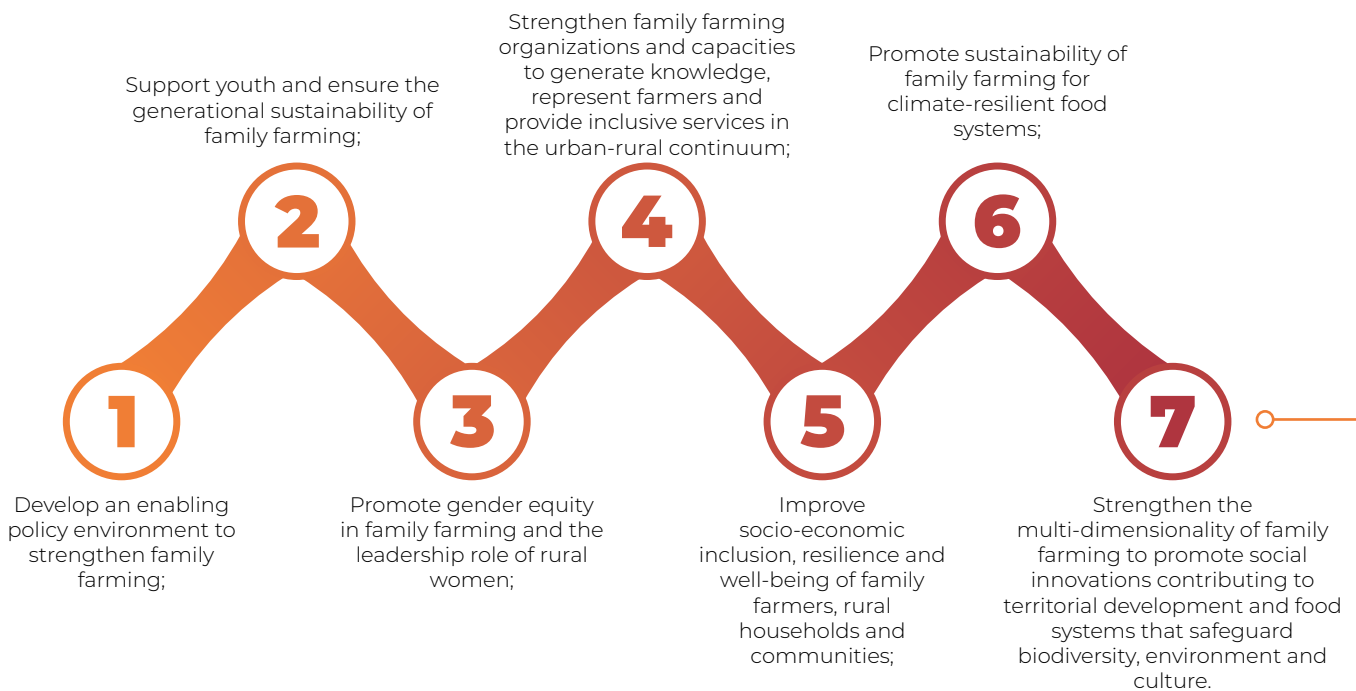 1
Develop an enabling
policy environment to
strengthen family
farming;
2
Support youth and ensure the
generational sustainability of
family farming;
3
Promote gender equity
in family farming and the
leadership role of rural
women;
4
Strengthen family farming
organizations and capacities
to generate knowledge,
represent farmers and
provide inclusive services in
the urban-rural continuum;
5
Improve
socio-economic
inclusion, resilience and
well-being of family
farmers, rural
households and
communities;
6
Promote sustainability of
family farming for
climate-resilient food
systems;
7
Strengthen the
multi-dimensionality of family
farming to promote social
innovations contributing to
territorial development and food
systems that safeguard
biodiversity, environment and
culture.